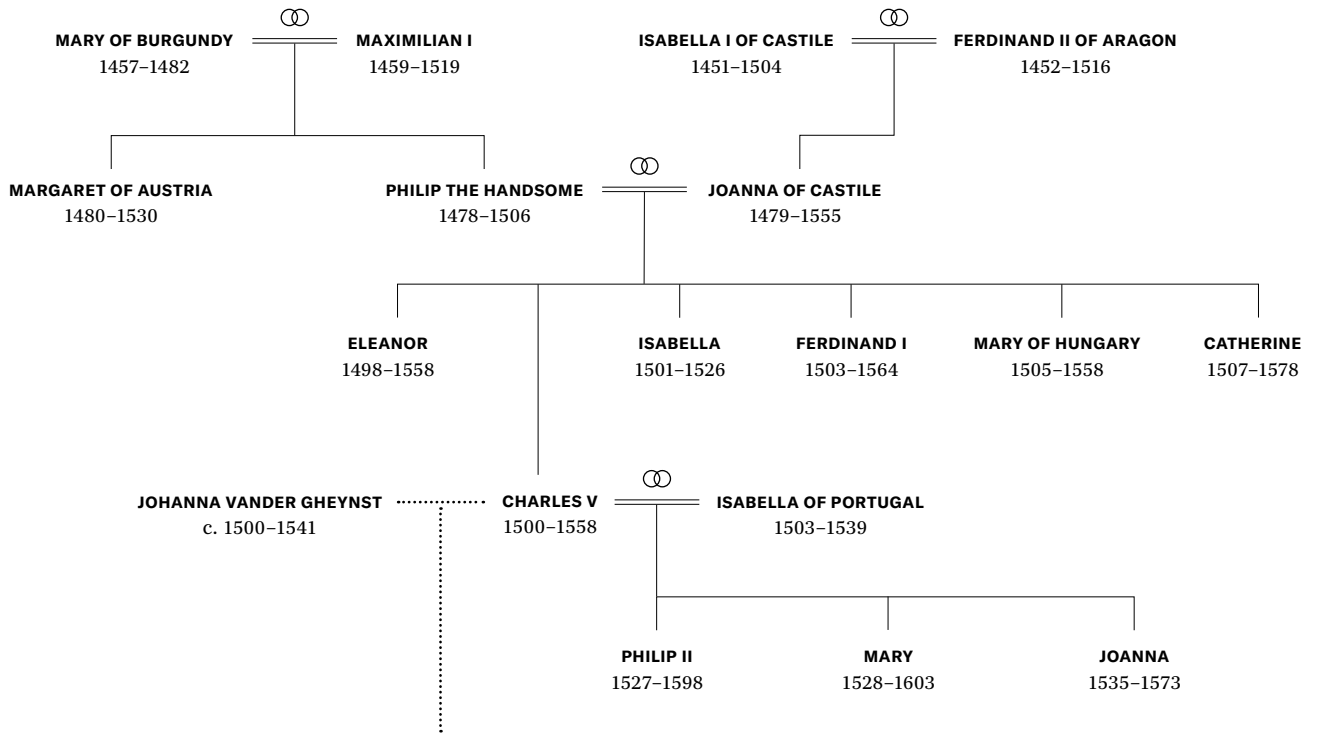 MARY OF BURGUNDY
1457–1482
MAXIMILIAN I
1459–1519
ISABELLA I OF CASTILE
1451–1504
FERDINAND II OF ARAGON
1452–1516
MARGARET OF AUSTRIA
1480–1530
PHILIP THE HANDSOME
1478–1506
JOANNA OF CASTILE
1479–1555
ELEANOR
1498–1558
ISABELLA
1501–1526
FERDINAND I
1503–1564
MARY OF HUNGARY
1505–1558
CATHERINE
1507–1578
JOHANNA VANDER GHEYNST
c. 1500–1541
CHARLES V
1500–1558
ISABELLA OF PORTUGAL
1503–1539
PHILIP II
1527–1598
MARY
1528–1603
JOANNA
1535–1573